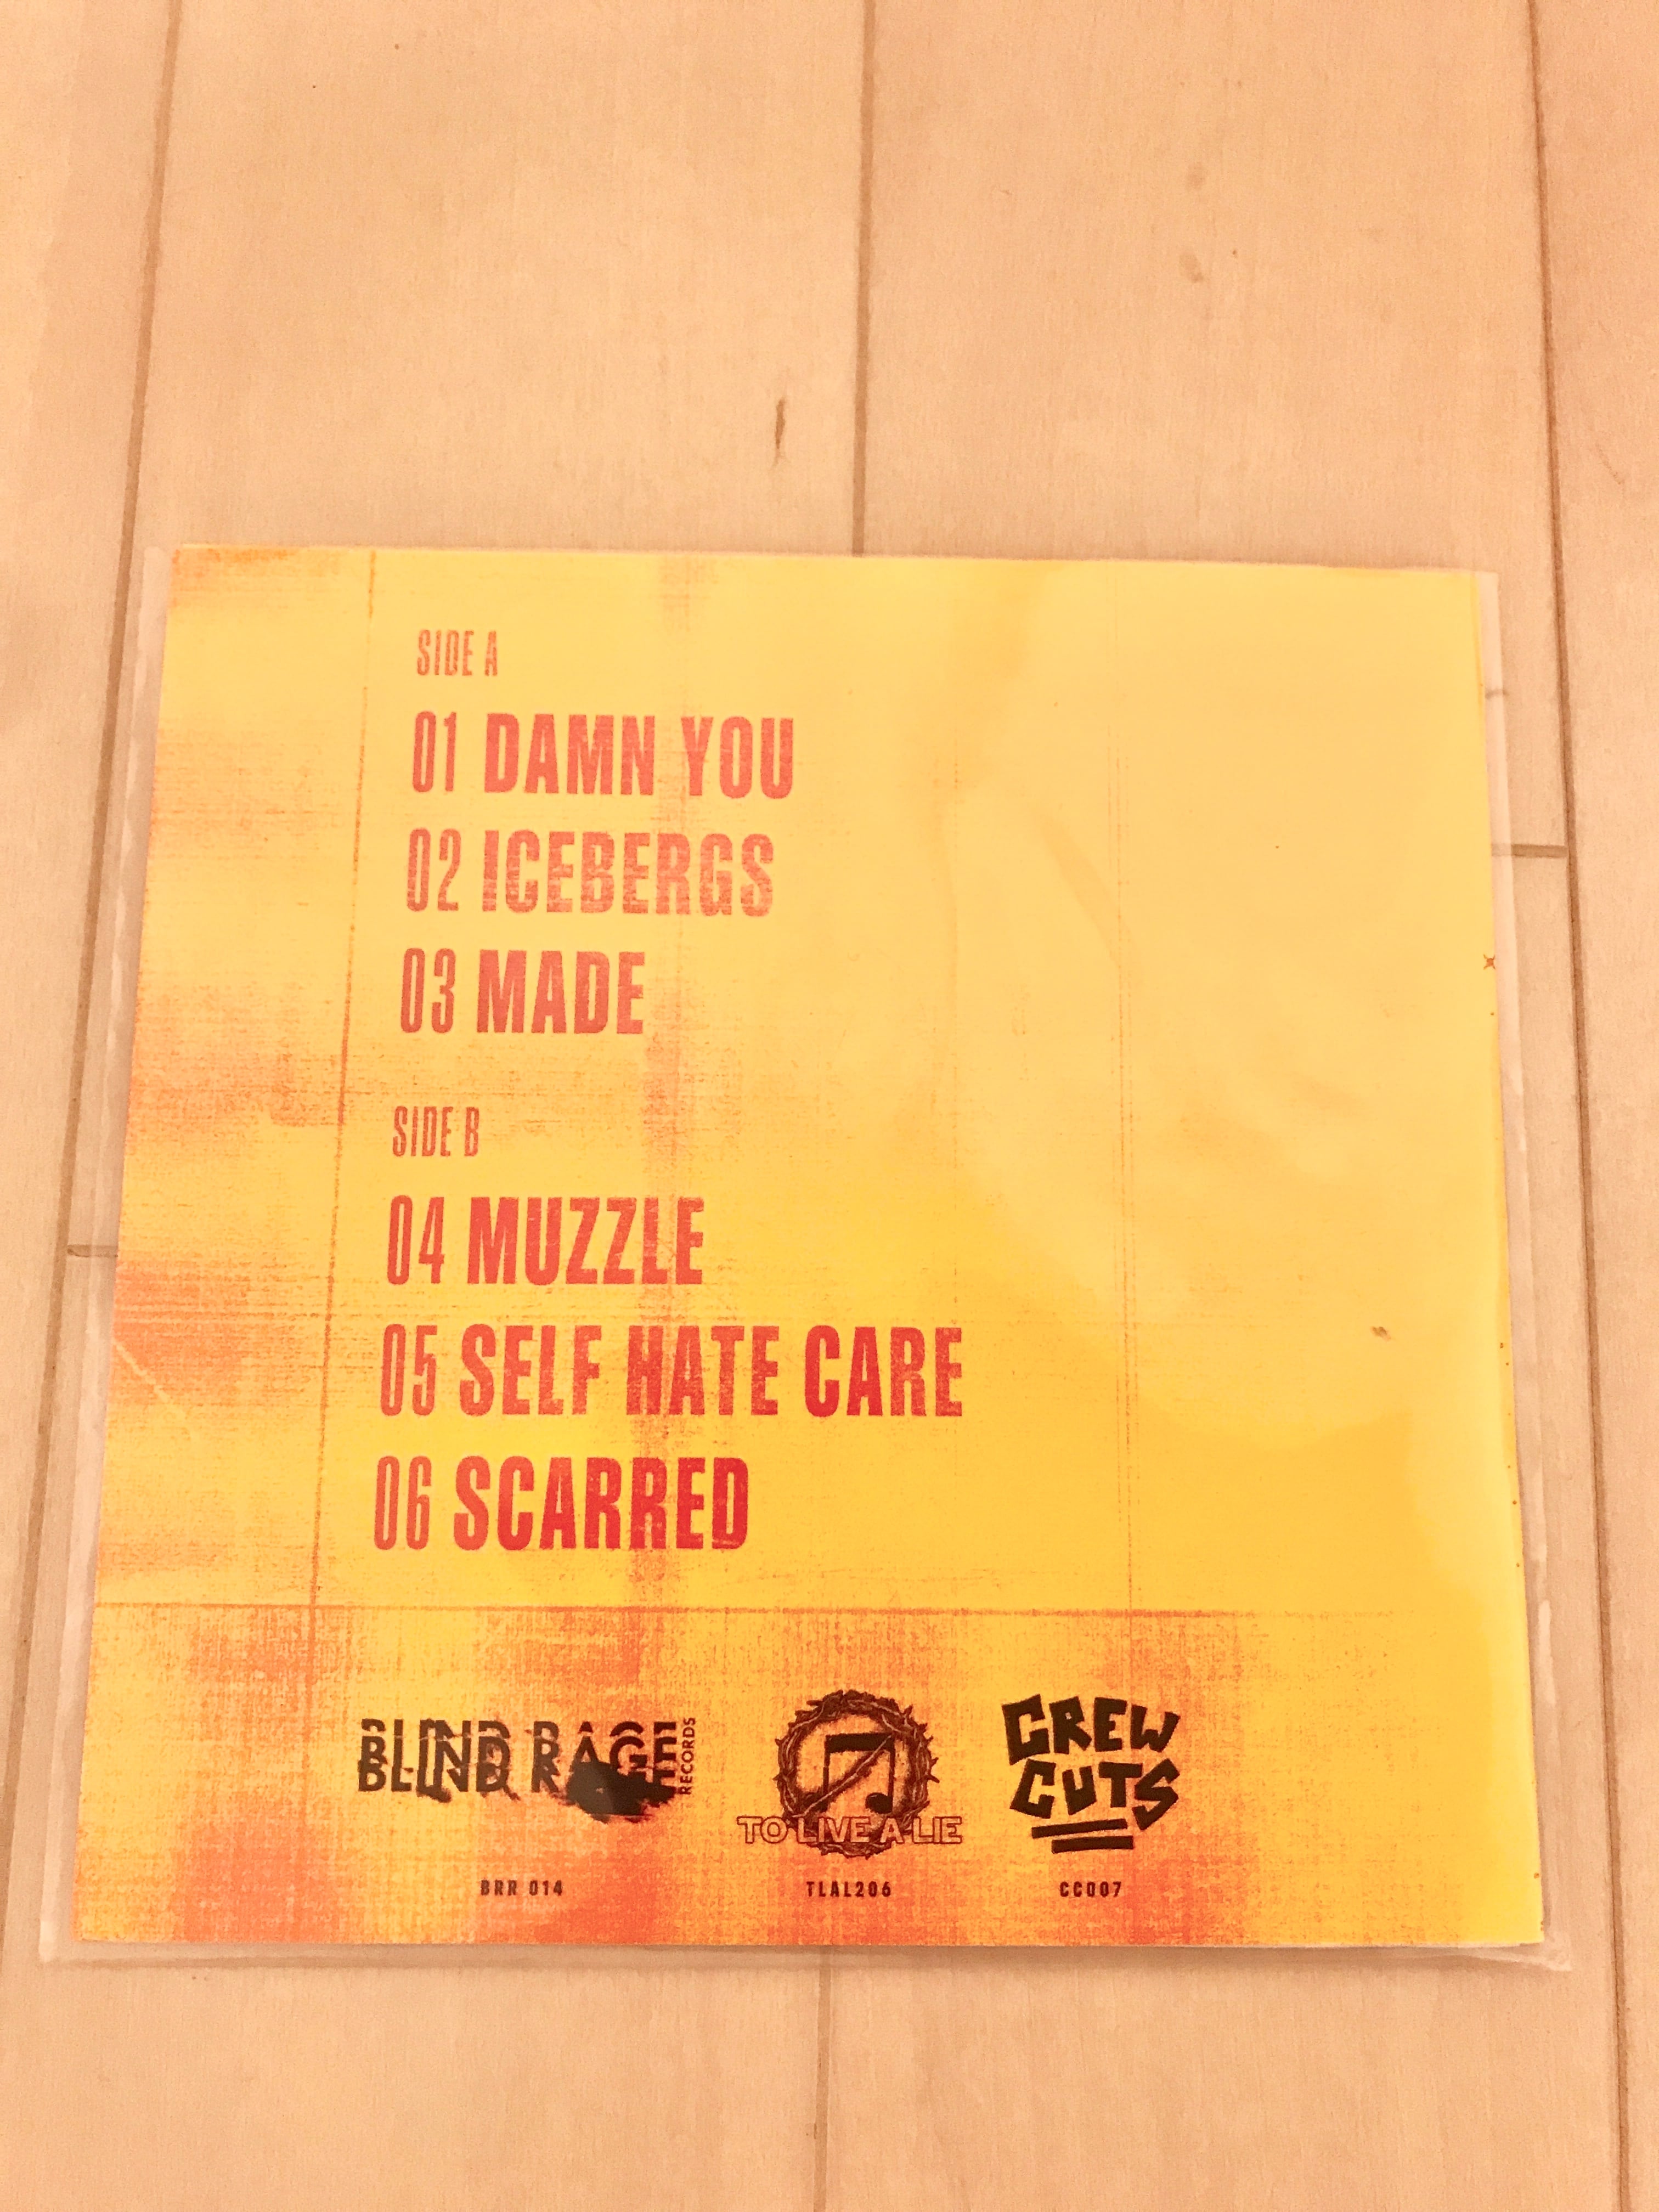 SIDE A
01 DAMN YOU
02 ICEBERGS
03 MADE
SIDE B
04 MUZZLE
05 SELF HATE CARE
06 SCARRED
BLIND RAGE RECORDS
TO LIVE A LIE
CREW
CUTS
BRR 014
TLAL206
CC007